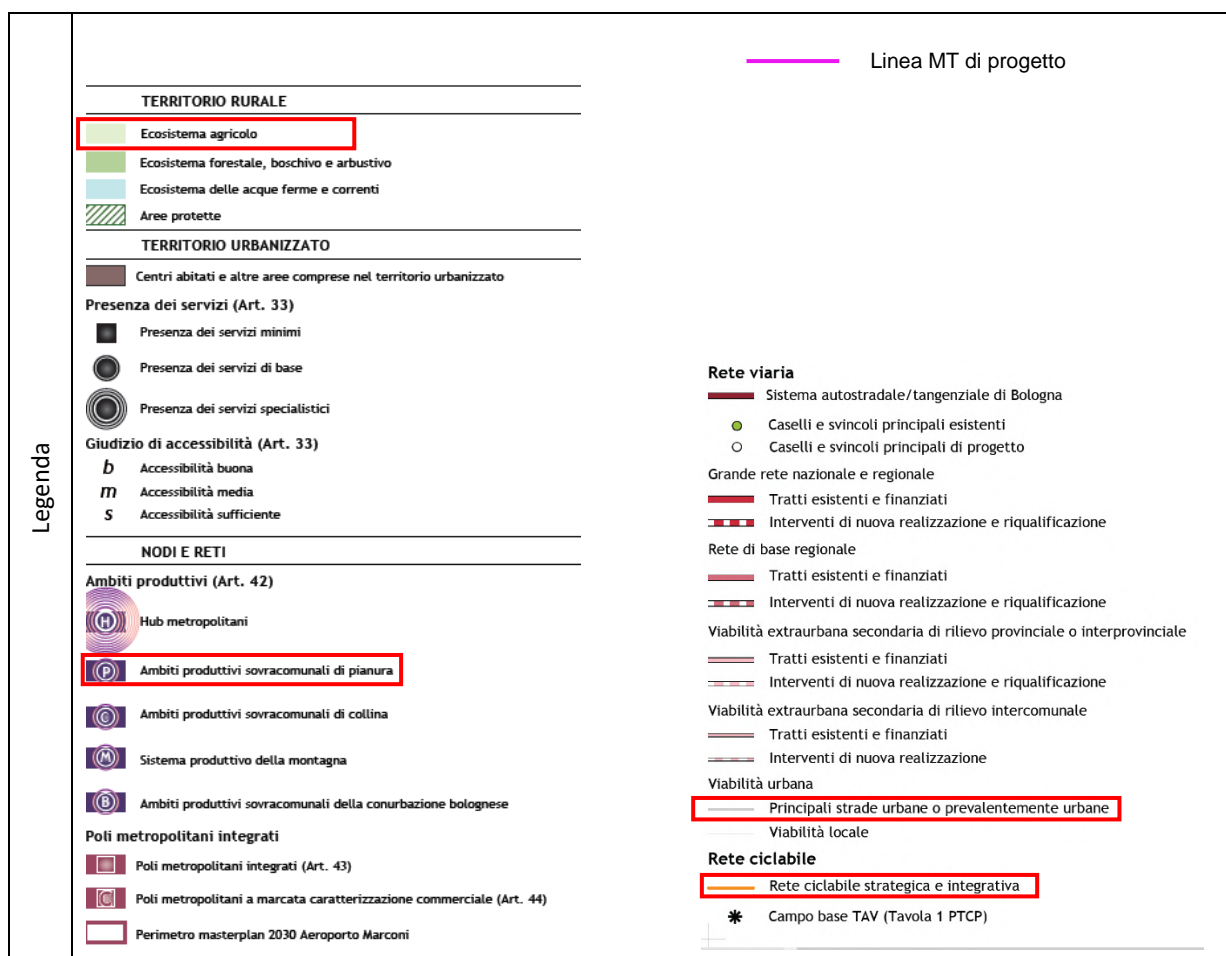 Legenda
Linea MT di progetto
TERRITORIO RURALE
Ecosistema agricolo
Ecosistema forestale, boschivo e arbustivo
Ecosistema delle acque ferme e correnti
Aree protette
TERRITORIO URBANIZZATO
Centri abitati e altre aree comprese nel territorio urbanizzato
Presenza dei servizi (Art. 33)
Presenza dei servizi minimi
Presenza dei servizi di base
Presenza dei servizi specialistici
Giudizio di accessibilità (Art. 33)
b Accessibilità buona
m Accessibilità media
s Accessibilità sufficiente
NODI E RETI
Ambiti produttivi (Art. 42)
H Hub metropolitani
P Ambiti produttivi sovracomunali di pianura
C Ambiti produttivi sovracomunali di collina
M Sistema produttivo della montagna
B Ambiti produttivi sovracomunali della conurbazione bolognese
Poli metropolitani integrati
Poli metropolitani integrati (Art. 43)
C Poli metropolitani a marcata caratterizzazione commerciale (Art. 44)
Perimetro masterplan 2030 Aeroporto Marconi
Rete viaria
Sistema autostradale/tangenziale di Bologna
Caselli e svincoli principali esistenti
Caselli e svincoli principali di progetto
Grande rete nazionale e regionale
Tratti esistenti e finanziati
Interventi di nuova realizzazione e riqualificazione
Rete di base regionale
Tratti esistenti e finanziati
Interventi di nuova realizzazione e riqualificazione
Viabilità extraurbana secondaria di rilievo provinciale o interprovinciale
Tratti esistenti e finanziati
Interventi di nuova realizzazione e riqualificazione
Viabilità extraurbana secondaria di rilievo intercomunale
Tratti esistenti e finanziati
Interventi di nuova realizzazione
Viabilità urbana
Principali strade urbane o prevalentemente urbane
Viabilità locale
Rete ciclabile
Rete ciclabile strategica e integrativa
Campo base TAV (Tavola 1 PTCP)